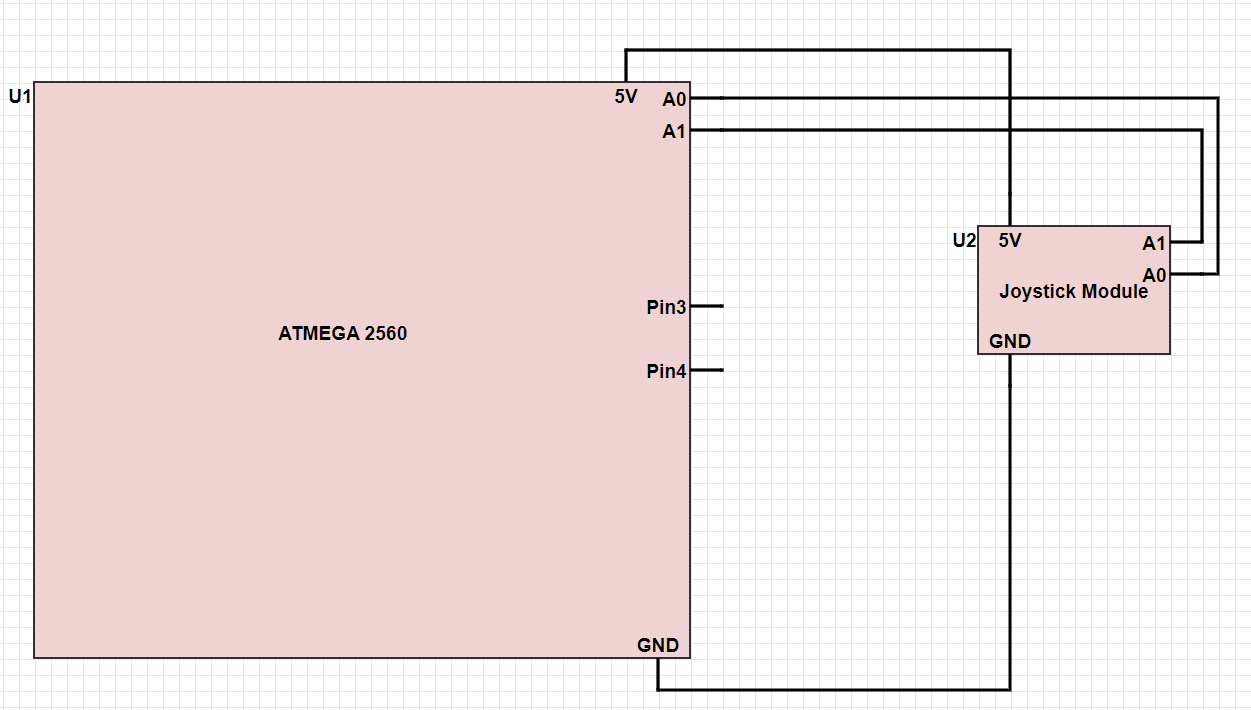 U1
5V
A0
A1
Pin3
ATMEGA 2560
Pin4
GND
U2
5V
A1
A0
Joystick Module
GND